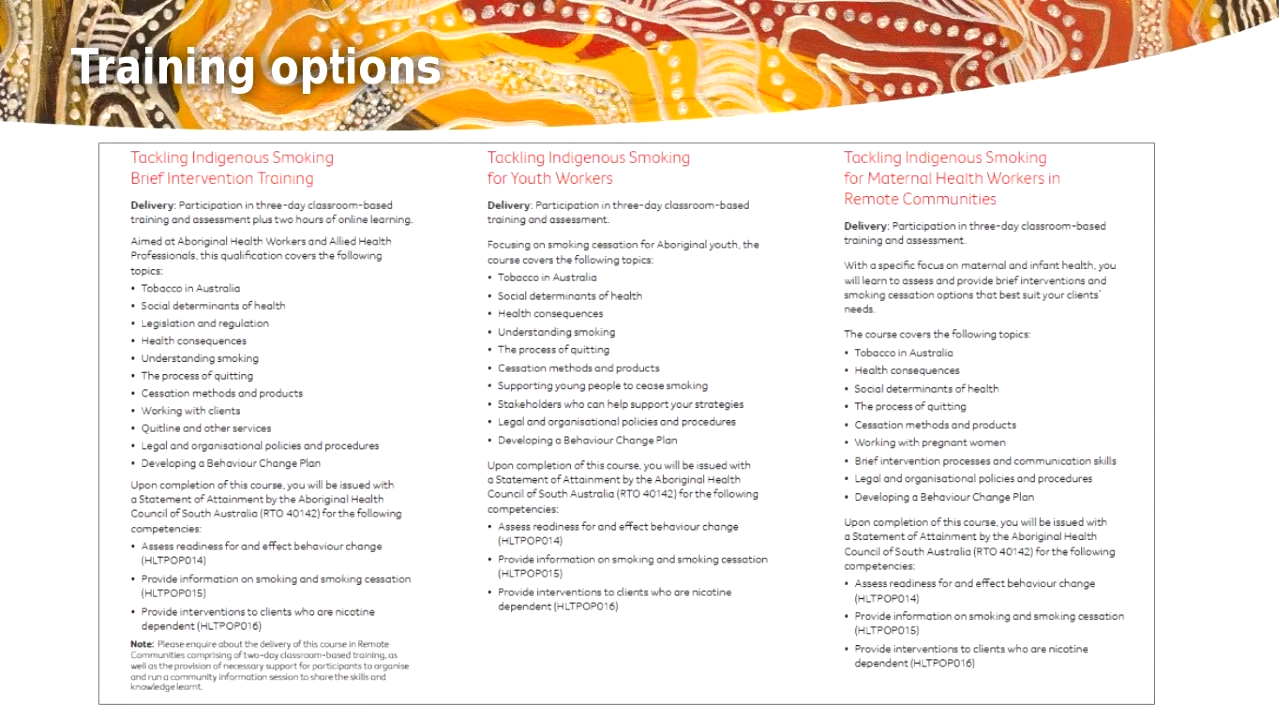 Training options
Tackling Indigenous Smoking
Brief Intervention Training
Delivery: Participation in three-day classroom-based
training and assessment plus two hours of online learning.
Aimed at Aboriginal Health Workers and Allied Health
Professionals, this qualification covers the following
topics:
• Tobacco in Australia
• Social determinants of health
• Legislation and regulation
• Health consequences
• Understanding smoking
• The process of quitting
• Cessation methods and products
• Working with clients
• Quitline and other services
• Legal and organisational policies and procedures
• Developing a Behaviour Change Plan
Upon completion of this course, you will be issued with
a Statement of Attainment by the Aboriginal Health
Council of South Australia (RTO 40142) for the following
competencies:
• Assess readiness for and effect behaviour change
(HLTPOP014)
• Provide information on smoking and smoking cessation
(HLTPOP015)
• Provide interventions to clients who are nicotine
dependent (HLTPOP016)
Note: Please enquire about the delivery of this course in Remote
Communities comprising of two-day classroom-based training, as
well as the provision of necessary support for participants to organise
and run a community information session to share the skills and
knowledge learnt.
Tackling Indigenous Smoking
for Youth Workers
Delivery: Participation in three-day classroom-based
training and assessment.
Focusing on smoking cessation for Aboriginal youth, the
course covers the following topics:
• Tobacco in Australia
• Social determinants of health
• Health consequences
• Understanding smoking
• The process of quitting
• Cessation methods and products
• Supporting young people to cease smoking
• Stakeholders who can help support your strategies
• Legal and organisational policies and procedures
• Developing a Behaviour Change Plan
Upon completion of this course, you will be issued with
a Statement of Attainment by the Aboriginal Health
Council of South Australia (RTO 40142) for the following
competencies:
• Assess readiness for and effect behaviour change
(HLTPOP014)
• Provide information on smoking and smoking cessation
(HLTPOP015)
• Provide interventions to clients who are nicotine
dependent (HLTPOP016)
Tackling Indigenous Smoking
for Maternal Health Workers in
Remote Communities
Delivery: Participation in three-day classroom-based
training and assessment.
With a specific focus on maternal and infant health, you
will learn to assess and provide brief interventions and
smoking cessation options that best suit your clients'
needs.
The course covers the following topics:
• Tobacco in Australia
• Health consequences
• Social determinants of health
• The process of quitting
• Cessation methods and products
• Working with pregnant women
• Brief intervention processes and communication skills
• Legal and organisational policies and procedures
• Developing a Behaviour Change Plan
Upon completion of this course, you will be issued with
a Statement of Attainment by the Aboriginal Health
Council of South Australia (RTO 40142) for the following
competencies:
• Assess readiness for and effect behaviour change
(HLTPOP014)
• Provide information on smoking and smoking cessation
(HLTPOP015)
• Provide interventions to clients who are nicotine
dependent (HLTPOP016)